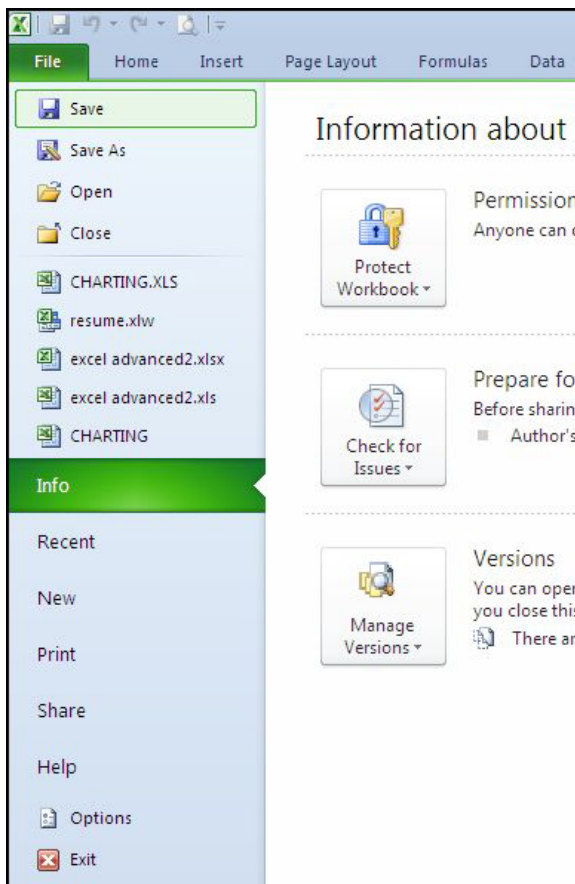 File Home Insert Page Layout Formulas Data
Save
Save As
Open
Close
CHARTING.XLS
resume.xlw
excel advanced2.xlsx
excel advanced2.xls
CHARTING
Info
Recent
New
Print
Share
Help
Options
Exit
Information about
Protect
Workbook
Permission
Anyone can
Check for
Issues
Prepare fo
Before sharin
Author's
Manage
Versions
Versions
You can oper
you close this
There ar